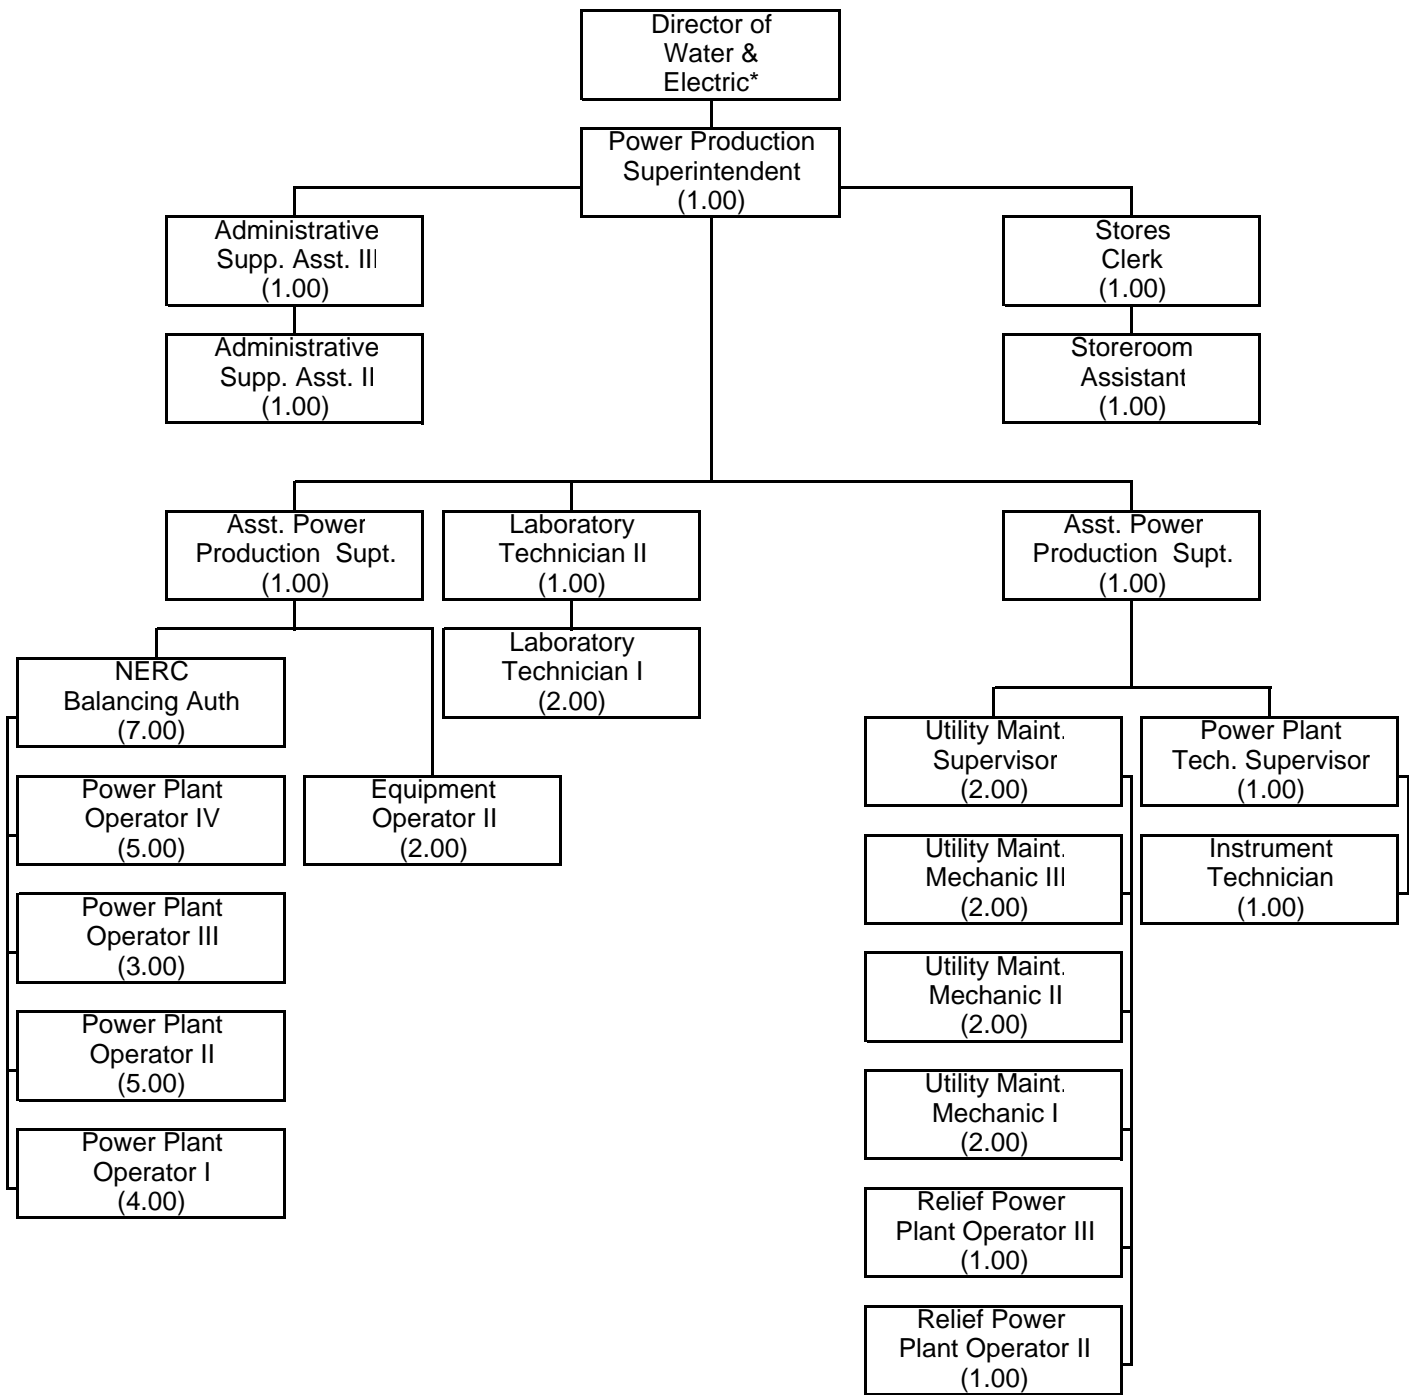 Director of
Water &
Electric*
Power Production
Superintendent
(1.00)
Administrative
Supp. Asst. III
(1.00)
Stores
Clerk
(1.00)
Administrative
Supp. Asst. II
(1.00)
Storeroom
Assistant
(1.00)
Asst. Power
Production Supt.
(1.00)
Laboratory
Technician II
(1.00)
Asst. Power
Production Supt.
(1.00)
Laboratory
Technician I
(2.00)
NERC
Balancing Auth
(7.00)
Power Plant
Operator IV
(5.00)
Power Plant
Operator III
(3.00)
Power Plant
Operator II
(5.00)
Power Plant
Operator I
(4.00)
Equipment
Operator II
(2.00)
Utility Maint.
Supervisor
(2.00)
Utility Maint.
Mechanic III
(2.00)
Utility Maint.
Mechanic II
(2.00)
Utility Maint.
Mechanic I
(2.00)
Relief Power
Plant Operator III
(1.00)
Relief Power
Plant Operator II
(1.00)
Power Plant
Tech. Supervisor
(1.00)
Instrument
Technician
(1.00)